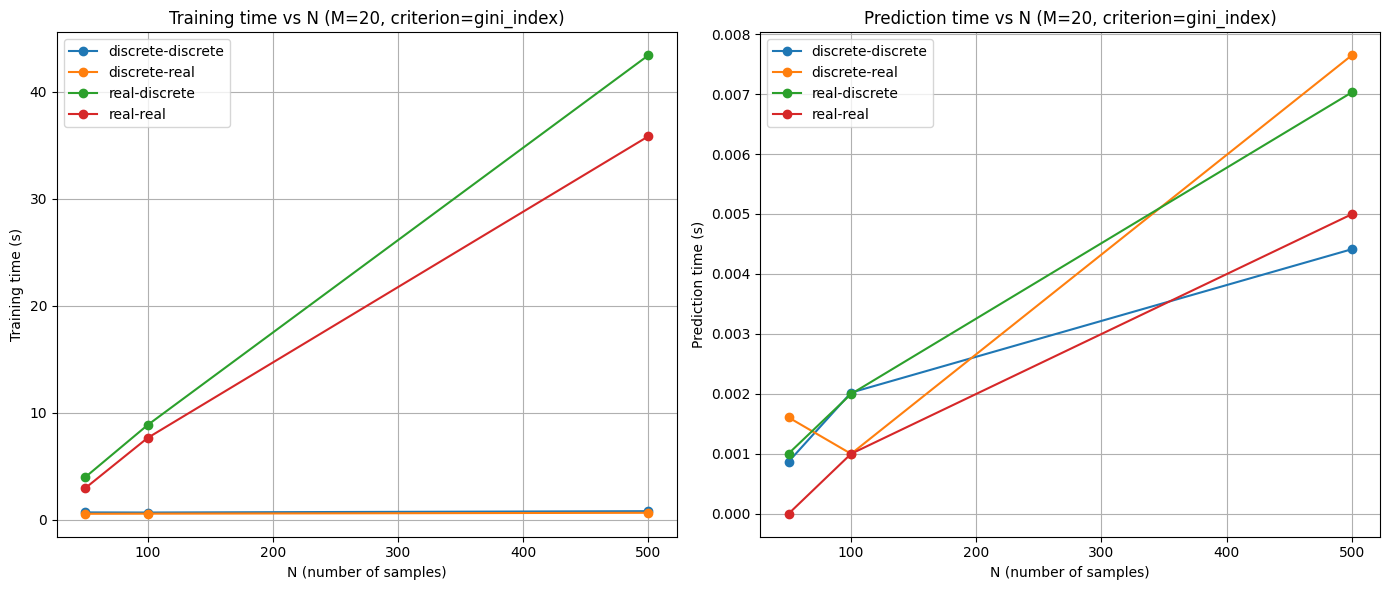 Training time vs N (M=20, criterion=gini_index)
discrete-discrete
discrete-real
real-discrete
real-real
Training time (s)
40
30
20
10
0
100
200
300
400
500
N (number of samples)
Prediction time vs N (M=20, criterion=gini_index)
discrete-discrete
discrete-real
real-discrete
real-real
Prediction time (s)
0.008
0.007
0.006
0.005
0.004
0.003
0.002
0.001
0.000
100
200
300
400
500
N (number of samples)